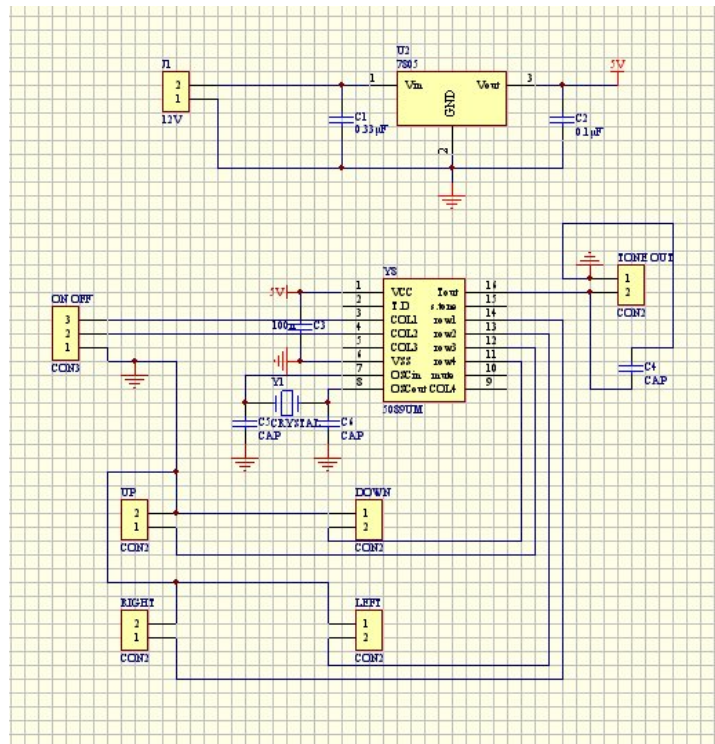 J1
2
1
12V
U2
7805
1
Vin
Vout
3
GND
2
5V
C1
0.33µF
C2
0.1µF
Y8
5V
1
2
3
4
5
6
7
8
VCC
T.D
COL1
COL2
COL3
VSS
OSCin
OSCout
Tout
s.tone
row1
row2
row3
row4
mute
COL4
16
15
14
13
12
11
10
9
5089UM
100n
C3
ON OFF
3
2
1
CON3
Y1
CRYSTAL
C5
CAP
C6
CAP
TONE OUT
1
2
CON2
C4
CAP
UP
2
1
CON2
DOWN
1
2
CON2
RIGHT
2
1
CON2
LEFT
1
2
CON2